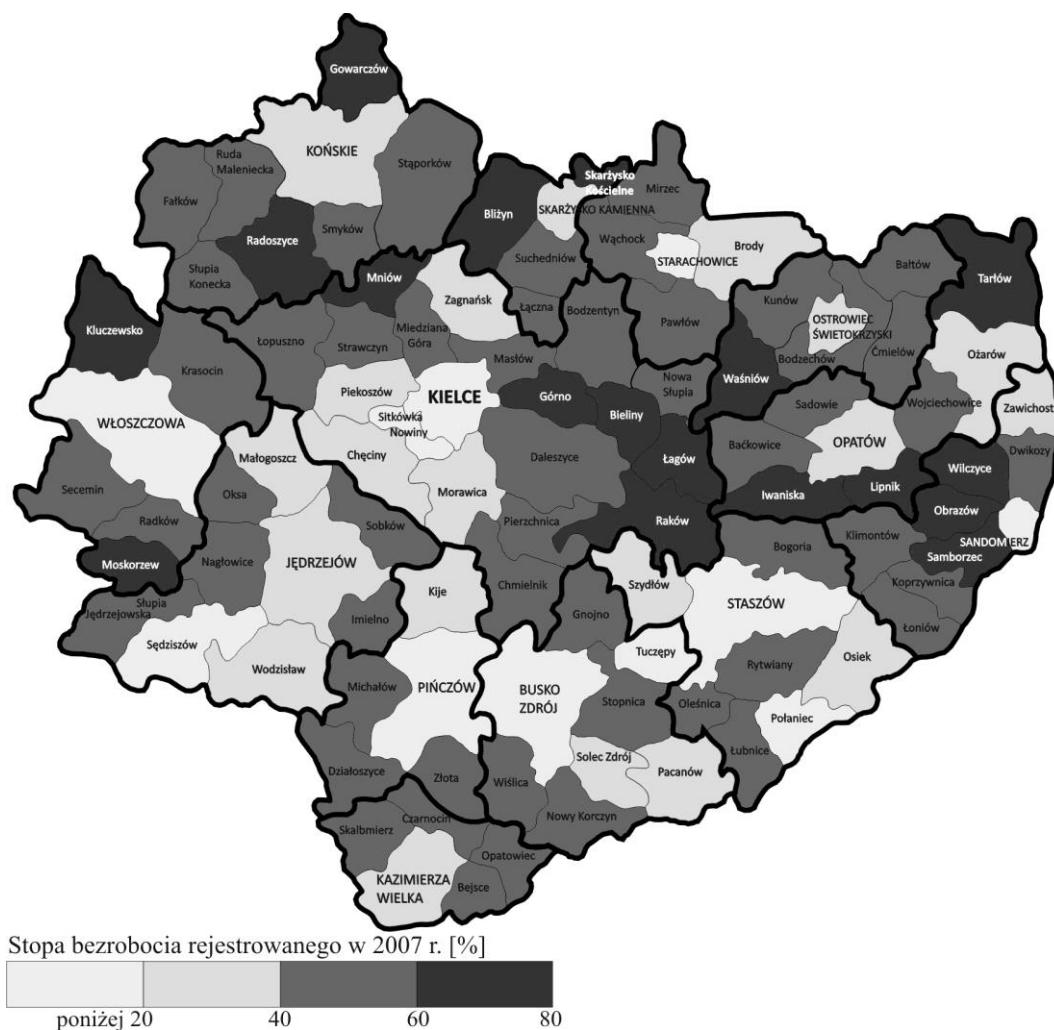 Gowarczów
KOŃSKIE
Stąporków
Ruda
Maleniecka
Fałków
Radoszyce
Smyków
Słupia
Konecka
Skarżysko
Kościelne
Mirzec
Bliżyn
SKARŻYSKO KAMIENNA
Wąchock
Suchedniów
STARACHOWICE
Brody
Mniów
Zagnańsk
Łączna
Bodzentyn
Pawłów
Kunów
Bałtów
Tarłów
OSTROWIEC
ŚWIETOKRZYSKI
Bodzechów
Ćmielów
Ożarów
Kluczewsko
Krasocin
Łopuszno
Strawczyn
Miedziana
Góra
Masłów
Nowa
Słupia
Waśniów
Sadowie
Wojciechowice
Zawichost
WŁOSZCZOWA
Piekoszów
KIELCE
Sitkówka
Nowiny
Górno
Bieliny
Baćkowice
OPATÓW
Dwikozy
Małogoszcz
Chęciny
Morawica
Daleszyce
Łagów
Iwaniska
Lipnik
Wilczyce
Secemin
Oksa
Radków
Sobków
Pierzchnica
Raków
Obrazów
SANDOMIERZ
Samborzec
Klimontów
Bogoria
Moskorzew
Nagłowice
JĘDRZEJÓW
Kije
Chmielnik
Szydłów
STASZÓW
Koprzywnica
Łoniów
Słupia
Jędrzejowska
Imielno
Gnojno
Sędziszów
Wodzisław
Tuczępy
Rytwiany
Osiek
Michałów
PIŃCZÓW
BUSKO
ZDRÓJ
Stopnica
Oleśnica
Połaniec
Łubnice
Działoszyce
Złota
Wiślica
Solec Zdrój
Pacanów
Nowy Korczyn
Skalbmierz
Czarnocin
Opatowiec
KAZIMIERZA
WIELKA
Bejsce
Stopa bezrobocia rejestrowanego w 2007 r. [%]
poniżej 20 40 60 80